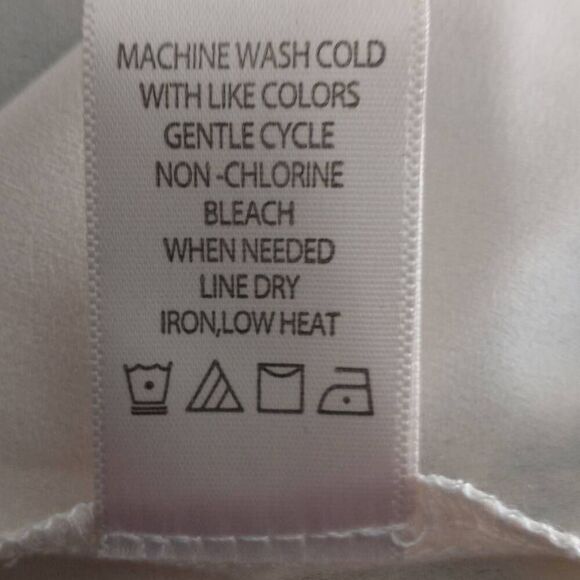 MACHINE WASH COLD
WITH LIKE COLORS
GENTLE CYCLE
NON-CHLORINE
BLEACH
WHEN NEEDED
LINE DRY
IRON,LOW HEAT